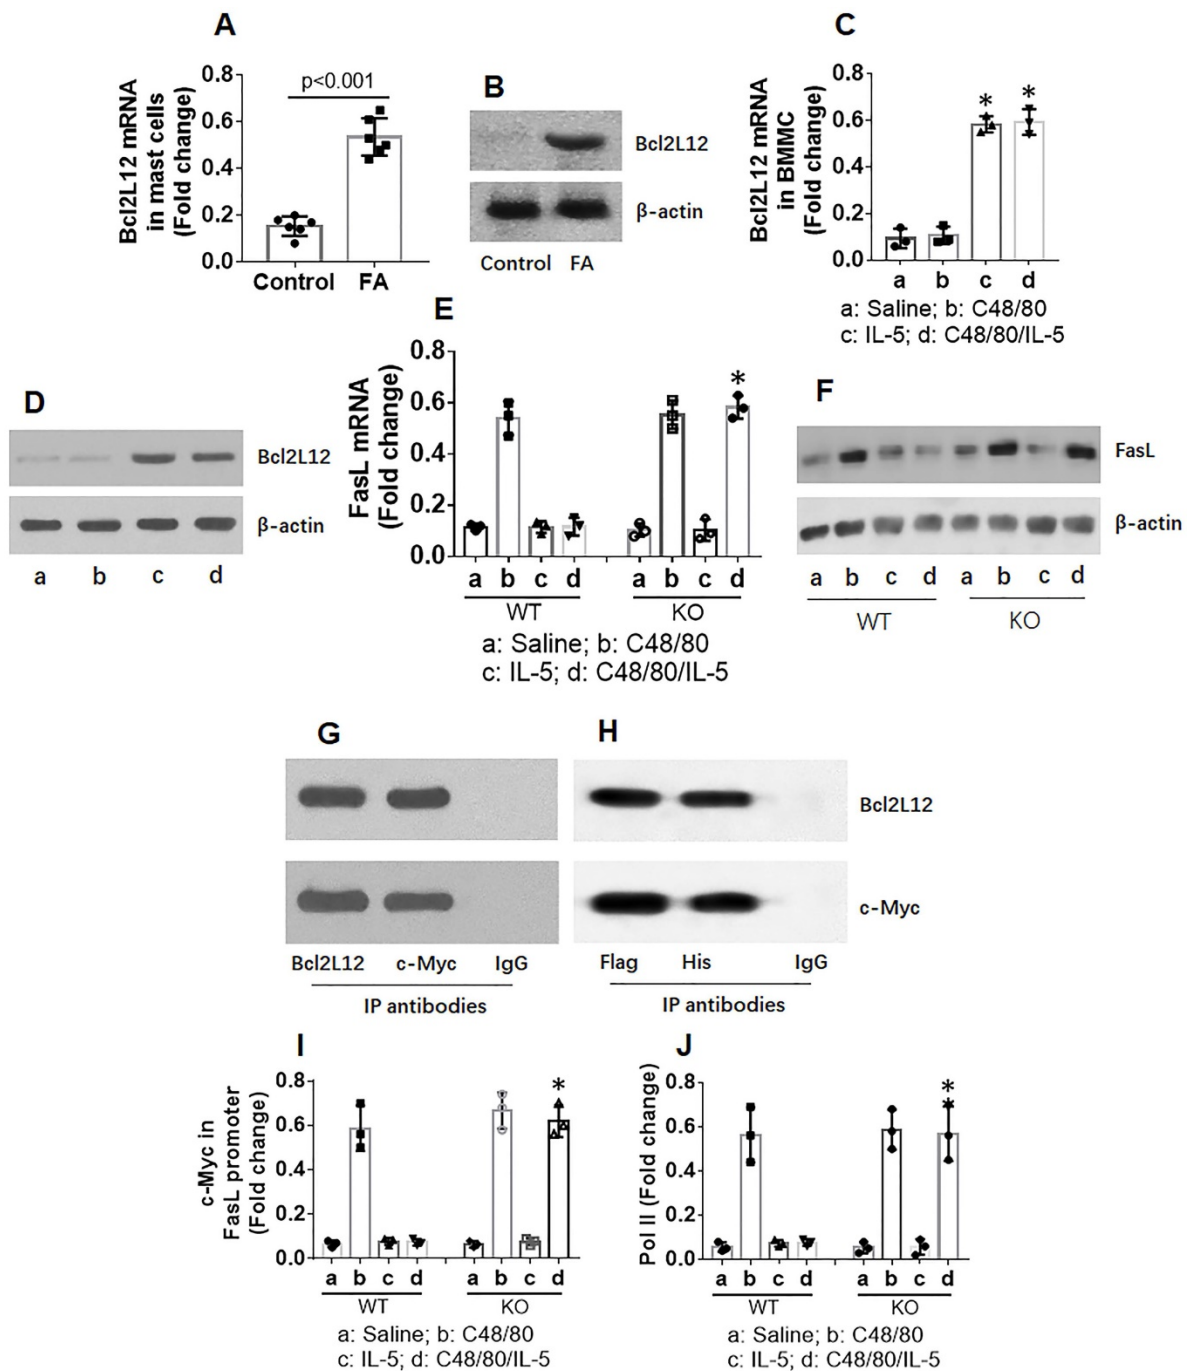 A
Bcl2L12 mRNA
in mast cells
(Fold change)
0.8
0.6
0.4
0.2
0.0
p<0.001
Control FA
B
Bcl2L12
β-actin
Control FA
C
Bcl2L12 mRNA
in BMMC
(Fold change)
0.8
0.6
0.4
0.2
0.0
* *
a b c d
a: Saline; b: C48/80
c: IL-5; d: C48/80/IL-5
D
Bcl2L12
β-actin
a b c d
E
FasL mRNA
(Fold change)
0.8
0.6
0.4
0.2
0.0
*
a b c d a b c d
WT KO
a: Saline; b: C48/80
c: IL-5; d: C48/80/IL-5
F
FasL
β-actin
a b c d a b c d
WT KO
G
H
Bcl2L12
c-Myc
Bcl2L12 c-Myc IgG
IP antibodies
Flag His IgG
IP antibodies
I
c-Myc in
FasL promoter
(Fold change)
0.8
0.6
0.4
0.2
0.0
*
a b c d a b c d
WT KO
a: Saline; b: C48/80
c: IL-5; d: C48/80/IL-5
J
Pol II (Fold change)
0.8
0.6
0.4
0.2
0.0
*
*
a b c d a b c d
WT KO
a: Saline; b: C48/80
c: IL-5; d: C48/80/IL-5